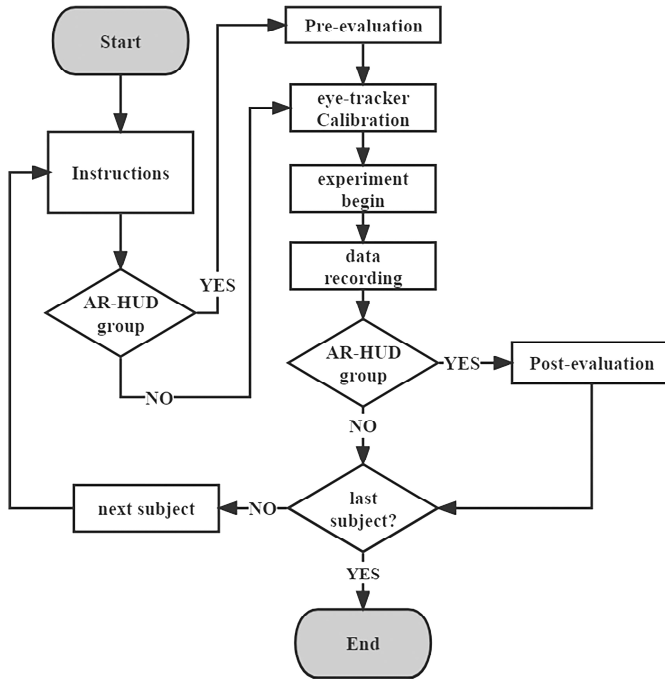 Start
Pre-evaluation
eye-tracker
Calibration
Instructions
experiment
begin
data
recording
YES
AR-HUD
group
NO
AR-HUD
group
YES
Post-evaluation
NO
last
subject?
NO
next subject
YES
End